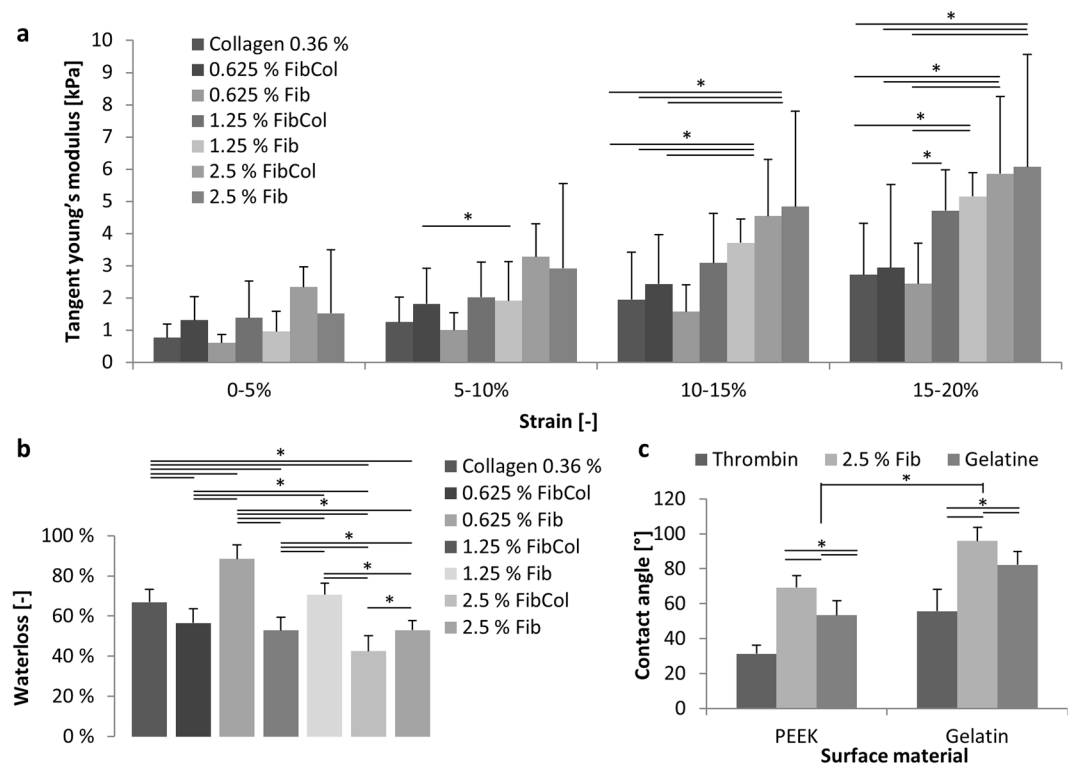 a
Tangent young's modulus [kPa]
10
9
8
7
6
5
4
3
2
1
0
Collagen 0.36 %
0.625 % FibCol
0.625 % Fib
1.25 % FibCol
1.25 % Fib
2.5 % FibCol
2.5 % Fib
*
*
*
*
*
*
*
0-5%
5-10%
10-15%
15-20%
Strain [-]
b
Waterloss [-]
100 %
80 %
60 %
40 %
20 %
0 %
*
*
*
*
*
*
Collagen 0.36 %
0.625 % FibCol
0.625 % Fib
1.25 % FibCol
1.25 % Fib
2.5 % FibCol
2.5 % Fib
c
Thrombin
2.5 % Fib
Gelatine
Contact angle [°]
120
100
80
60
40
20
0
*
*
*
PEEK
Gelatin
Surface material